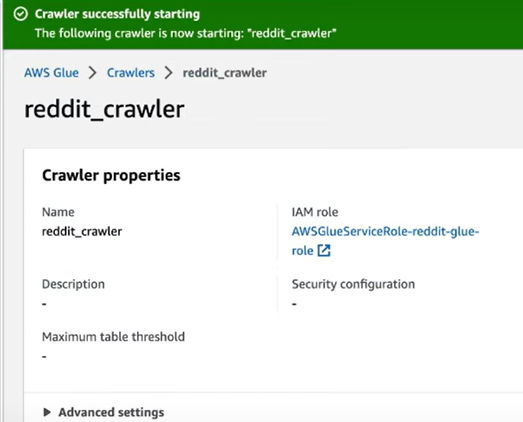 Crawler successfully starting
The following crawler is now starting: "reddit_crawler"
AWS Glue > Crawlers > reddit_crawler
reddit_crawler
Crawler properties
Name
reddit_crawler
IAM role
AWSGlueServiceRole-reddit-glue-
role
Description
-
Security configuration
-
Maximum table threshold
-
Advanced settings